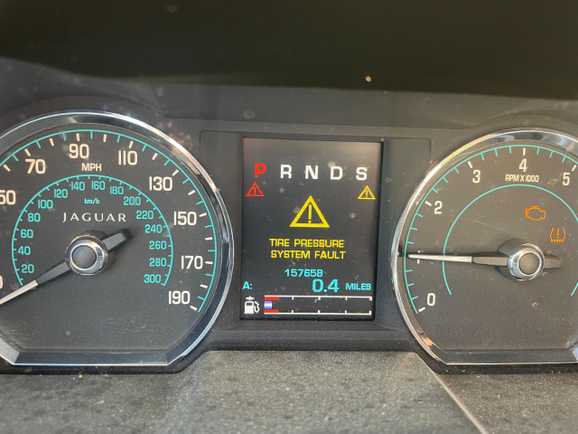 50 70 90 110 130 150 170 190
MPH
20 40 60 80 100 120 140 160 180 200 220 240 260 280 300
km/h
JAGUAR
P R N D S
TIRE PRESSURE
SYSTEM FAULT
157658
A: 0.4 MILES
0 1 2 3 4 5
RPM X 1000